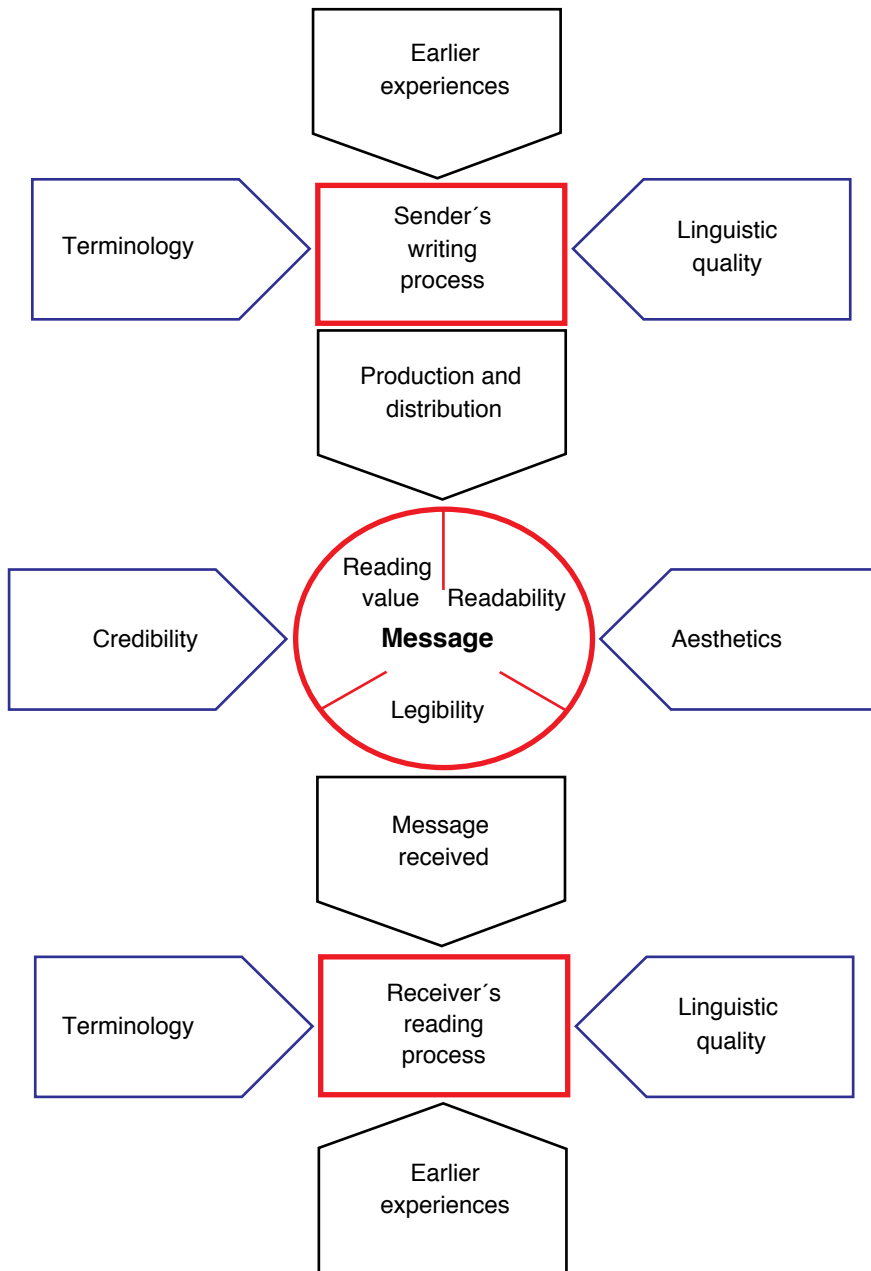 Earlier
experiences
Terminology
Sender´s
writing
process
Linguistic
quality
Production and
distribution
Credibility
Reading
value
Readability
Message
Legibility
Aesthetics
Message
received
Terminology
Receiver´s
reading
process
Linguistic
quality
Earlier
experiences